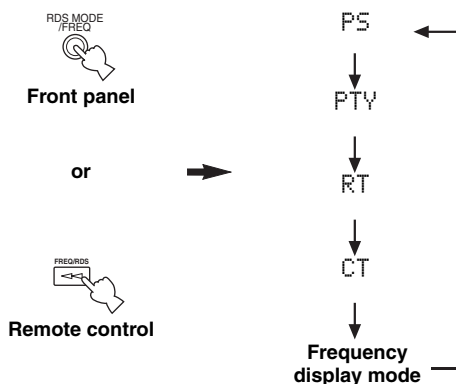 RDS MODE
/FREQ
Front panel
or
FREQ/RDS
Remote control
PS
PTY
RT
CT
Frequency
display mode